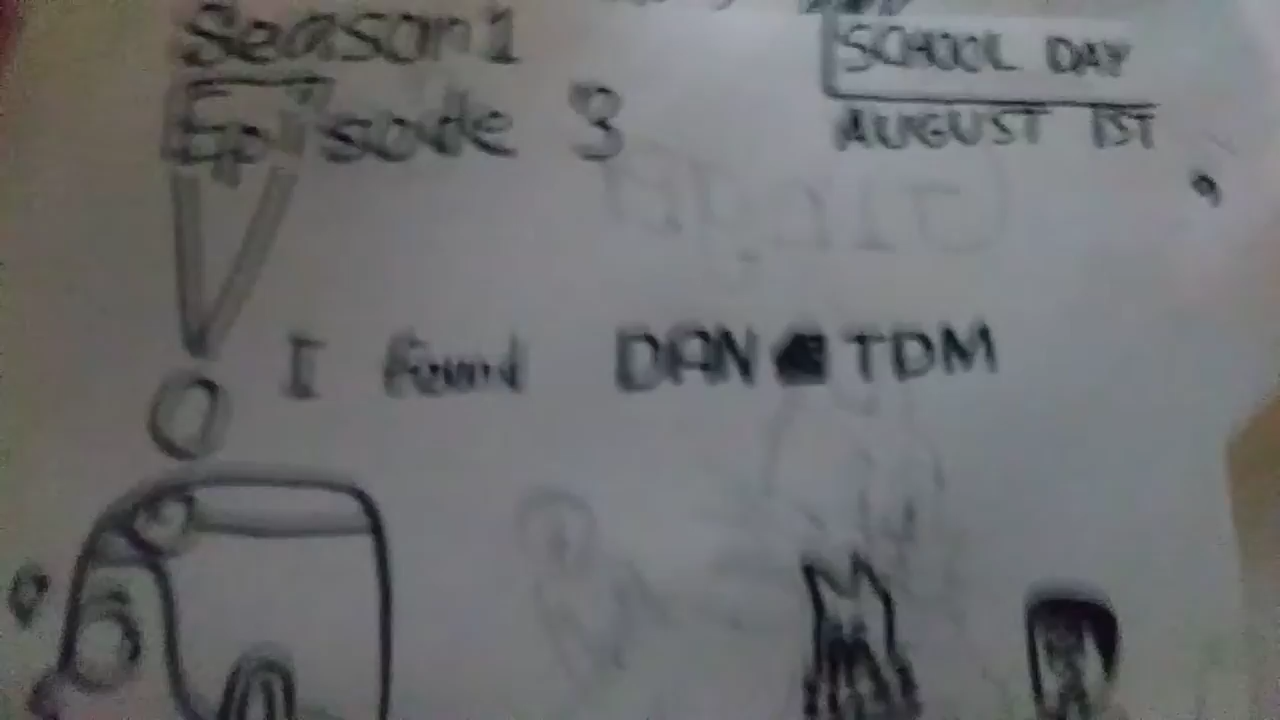 Season 1
Episode 3
SCHOOL DAY
AUGUST 1ST
I Found DAN TDM